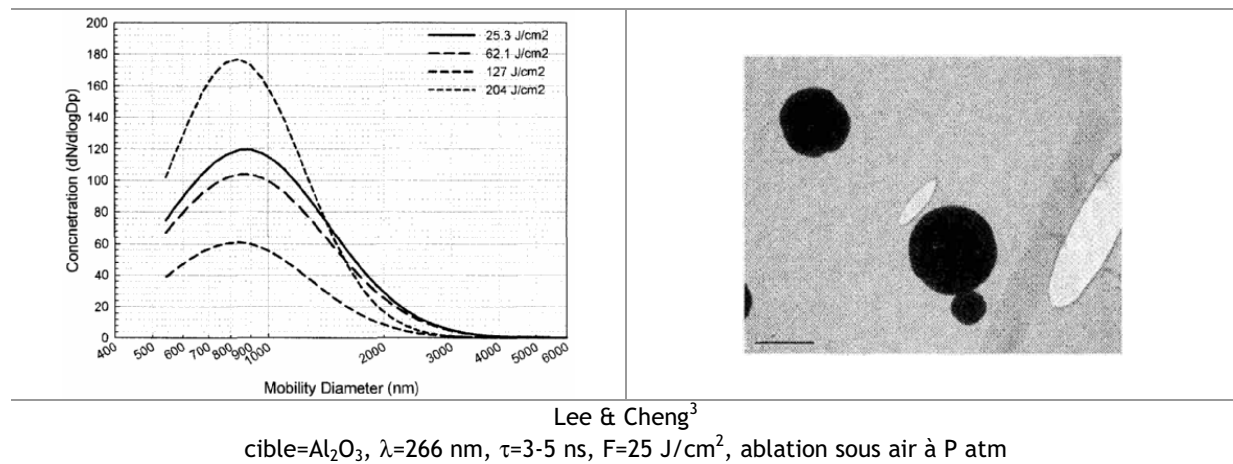 200
180
160
140
120
100
80
60
40
20
0
Concnetration (dN/dlogDp)
25.3 J/cm2
62.1 J/cm2
127 J/cm2
204 J/cm2
400 500 600 700 800 900 1000 2000 3000 4000 5000 6000
Mobility Diameter (nm)
Lee & Cheng³
cible=Al₂O₃, λ=266 nm, τ=3-5 ns, F=25 J/cm², ablation sous air à P atm